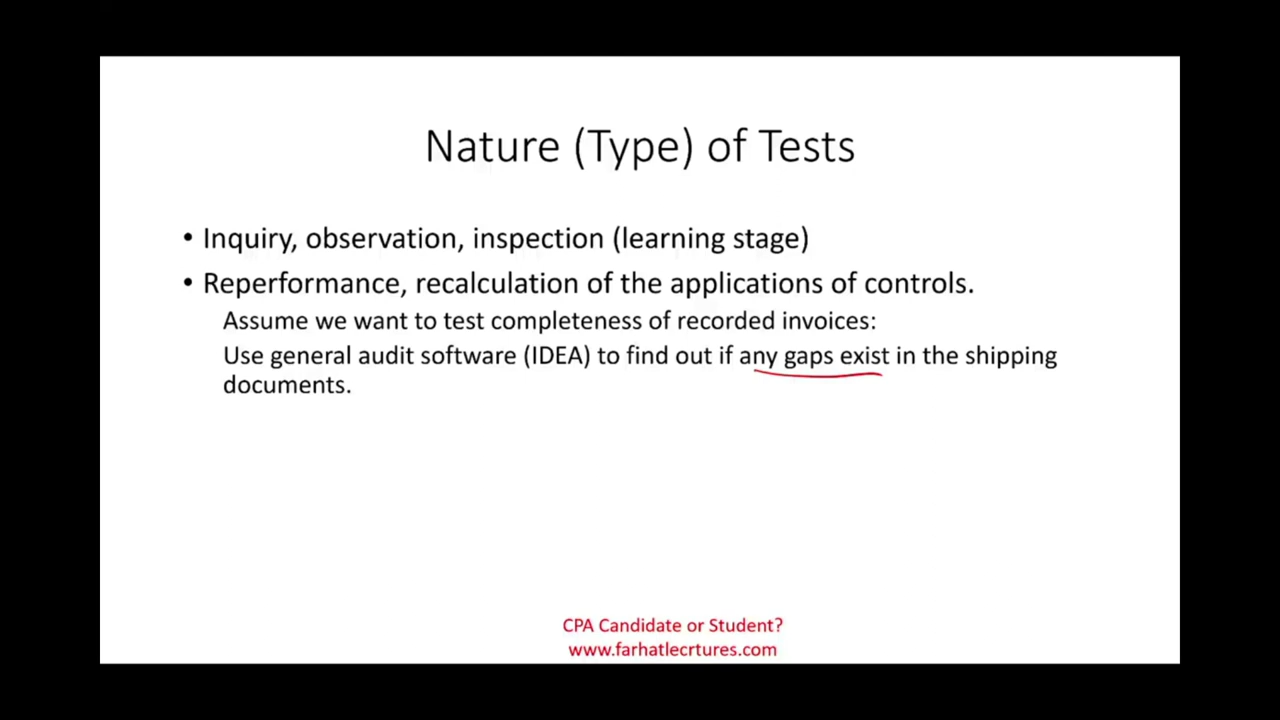 Nature (Type) of Tests
• Inquiry, observation, inspection (learning stage)
• Reperformance, recalculation of the applications of controls.
Assume we want to test completeness of recorded invoices:
Use general audit software (IDEA) to find out if any gaps exist in the shipping
documents.
CPA Candidate or Student?
www.farhatlecrtures.com